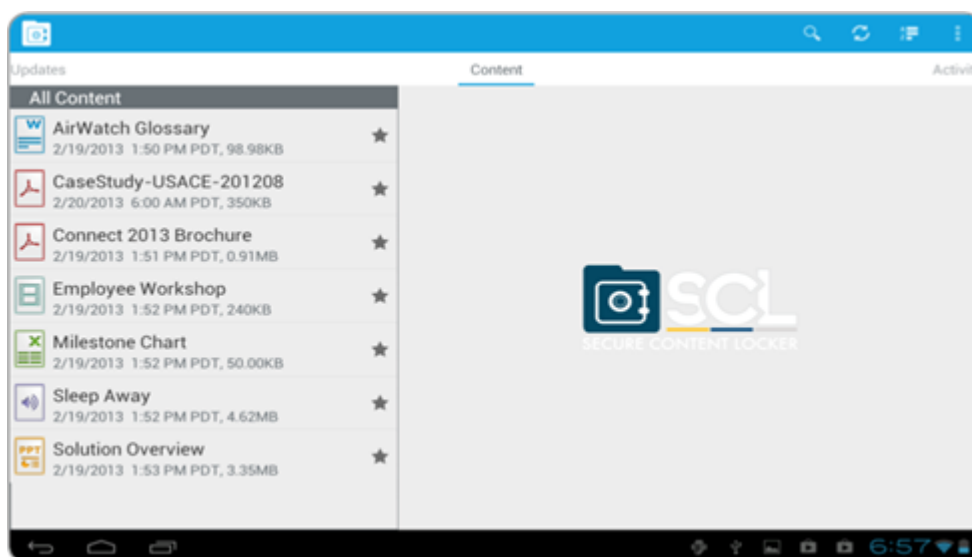 Updates
Content
Activit
All Content
W
AirWatch Glossary
2/19/2013 1:50 PM PDT, 98.98KB
CaseStudy-USACE-201208
2/20/2013 6:00 AM PDT, 350KB
Connect 2013 Brochure
2/19/2013 1:51 PM PDT, 0.91MB
Employee Workshop
2/19/2013 1:52 PM PDT, 240KB
X
Milestone Chart
2/19/2013 1:52 PM PDT, 50.00KB
Sleep Away
2/19/2013 1:52 PM PDT, 4.62MB
PPT
Solution Overview
2/19/2013 1:53 PM PDT, 3.35MB
SCL
SECURE CONTENT LOCKER
6:57